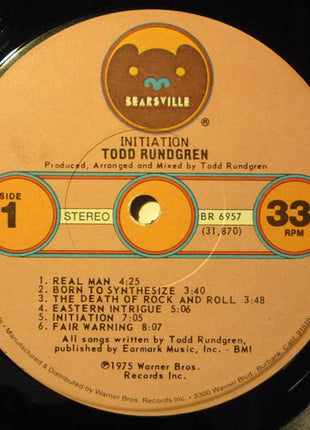 BEARSVILLE
®
INITIATION
TODD RUNDGREN
Produced, Arranged and Mixed by Todd Rundgren
SIDE
1
STEREO
BR 6957
(31,870)
33
RPM
1. REAL MAN 4:25
2. BORN TO SYNTHESIZE 3:40
3. THE DEATH OF ROCK AND ROLL 3:48
4. EASTERN INTRIGUE 5:06
5. INITIATION 7:05
6. FAIR WARNING 8:07
All songs written by Todd Rundgren,
published by Earmark Music, Inc. - BMI
℗1975 Warner Bros.
Records Inc.
Manufactured & Distributed by Warner Bros. Records Inc. · 3300 Warner Blvd., Burbank, Calif. 91510